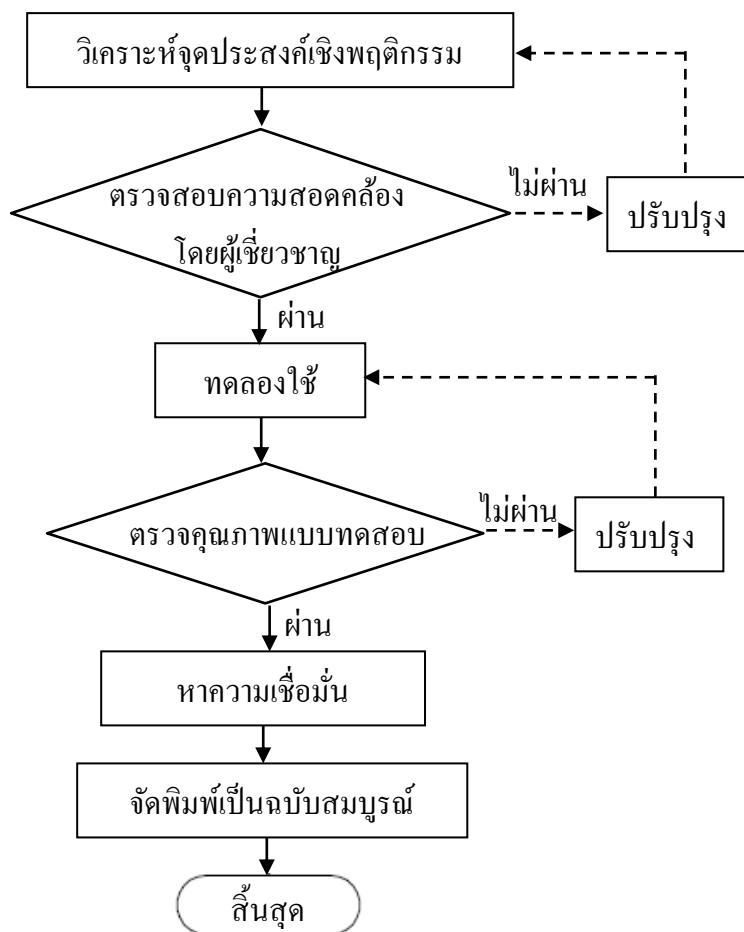 วิเคราะห์จุดประสงค์เชิงพฤติกรรม
ตรวจสอบความสอดคล้อง
โดยผู้เชี่ยวชาญ
ไม่ผ่าน
ปรับปรุง
ผ่าน
ทดลองใช้
ตรวจคุณภาพแบบทดสอบ
ไม่ผ่าน
ปรับปรุง
ผ่าน
หาความเชื่อมั่น
จัดพิมพ์เป็นฉบับสมบูรณ์
สิ้นสุด